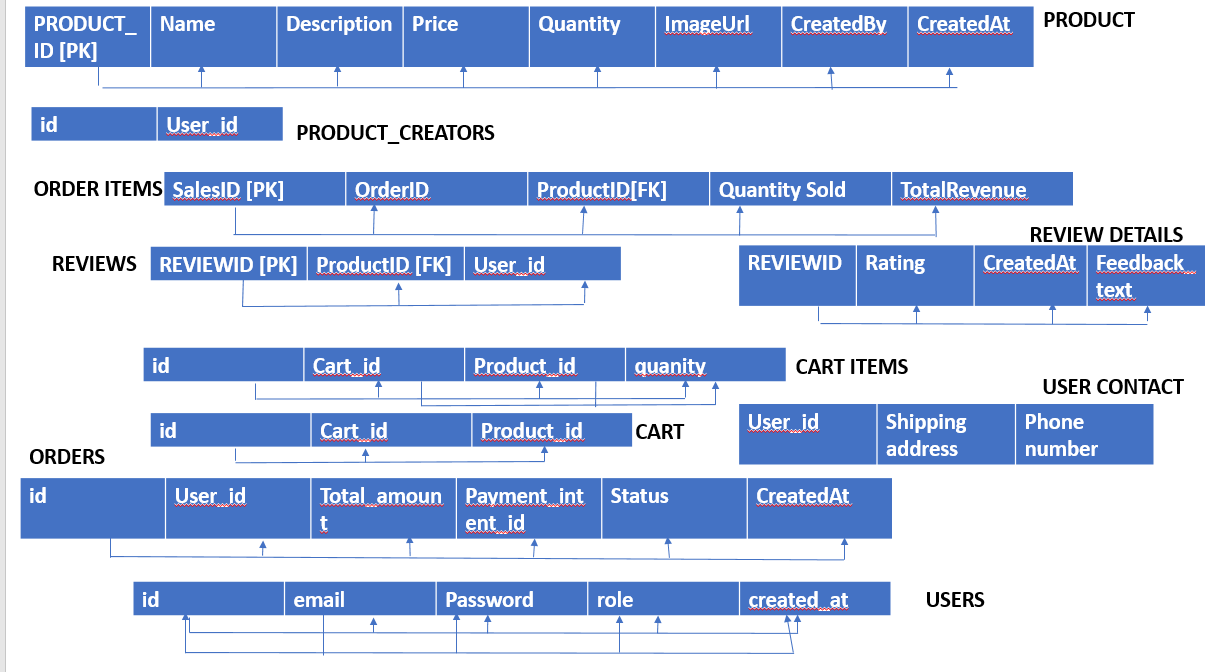 PRODUCT_ Name Description Price Quantity ImageUrl CreatedBy CreatedAt PRODUCT
ID [PK]
id User_id PRODUCT_CREATORS
ORDER ITEMS SalesID [PK] OrderID ProductID[FK] Quantity Sold TotalRevenue
REVIEW DETAILS
REVIEWS REVIEWID [PK] ProductID [FK] User_id REVIEWID Rating CreatedAt Feedback_
text
id Cart_id Product_id quanity CART ITEMS
USER CONTACT
id Cart_id Product_id CART User_id Shipping Phone
address number
ORDERS
id User_id Total_amoun Payment_int Status CreatedAt
t ent_id
id email Password role created_at USERS